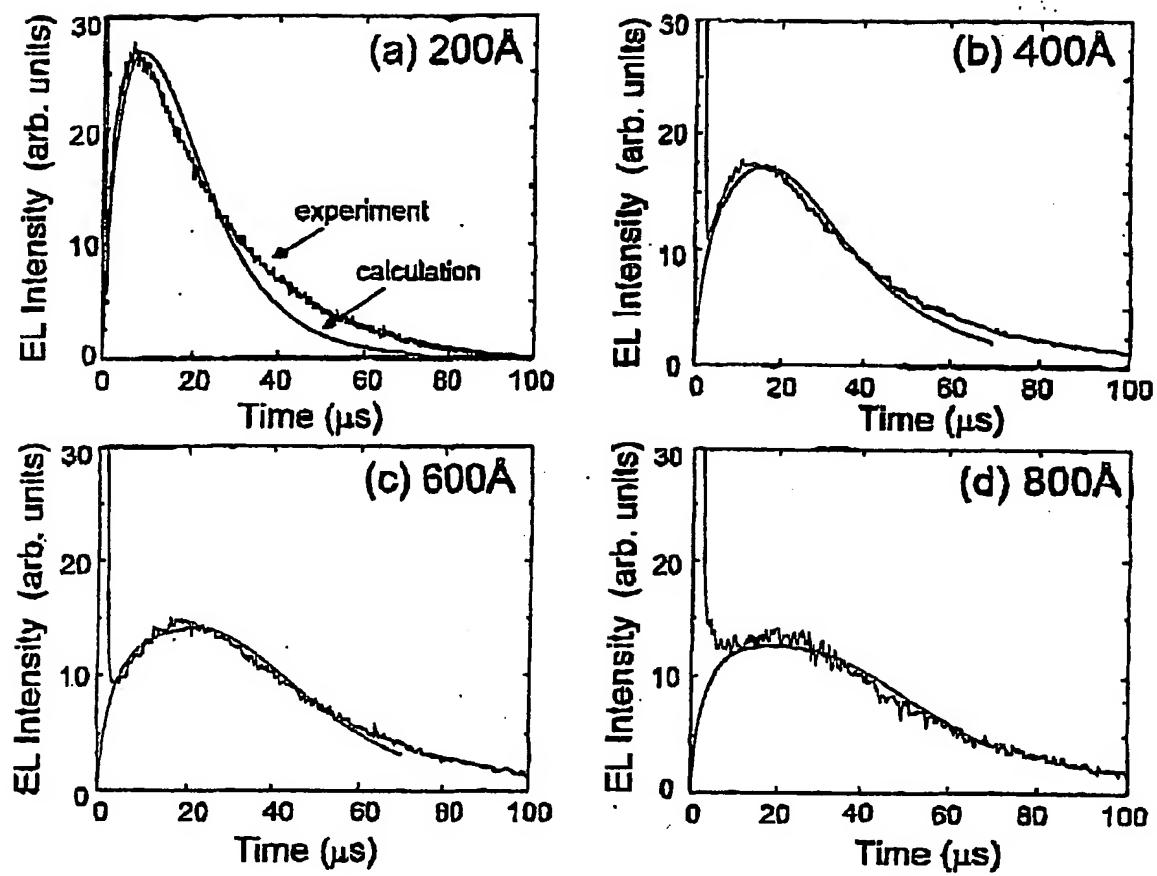 (a) 200Å
EL Intensity (arb. units)
30
20
10
0
experiment
calculation
0 20 40 60 80 100
Time (µs)
(b) 400Å
EL Intensity (arb. units)
30
20
10
0
0 20 40 60 80 100
Time (µs)
(c) 600Å
EL Intensity (arb. units)
30
20
10
0
0 20 40 60 80 100
Time (µs)
(d) 800Å
EL Intensity (arb. units)
30
20
10
0
0 20 40 60 80 100
Time (µs)